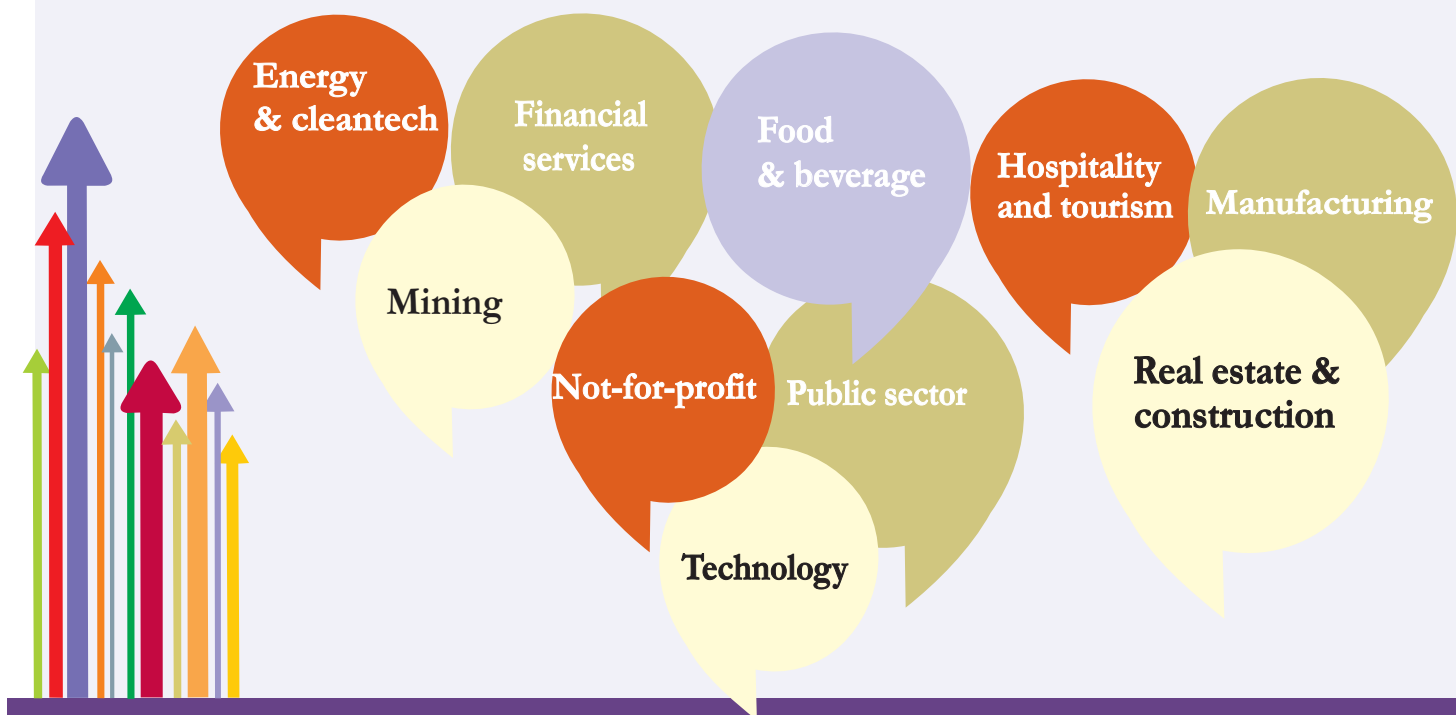 Energy
& cleantech
Financial
services
Food
& beverage
Hospitality
and tourism
Manufacturing
Mining
Not-for-profit
Public sector
Real estate &
construction
Technology